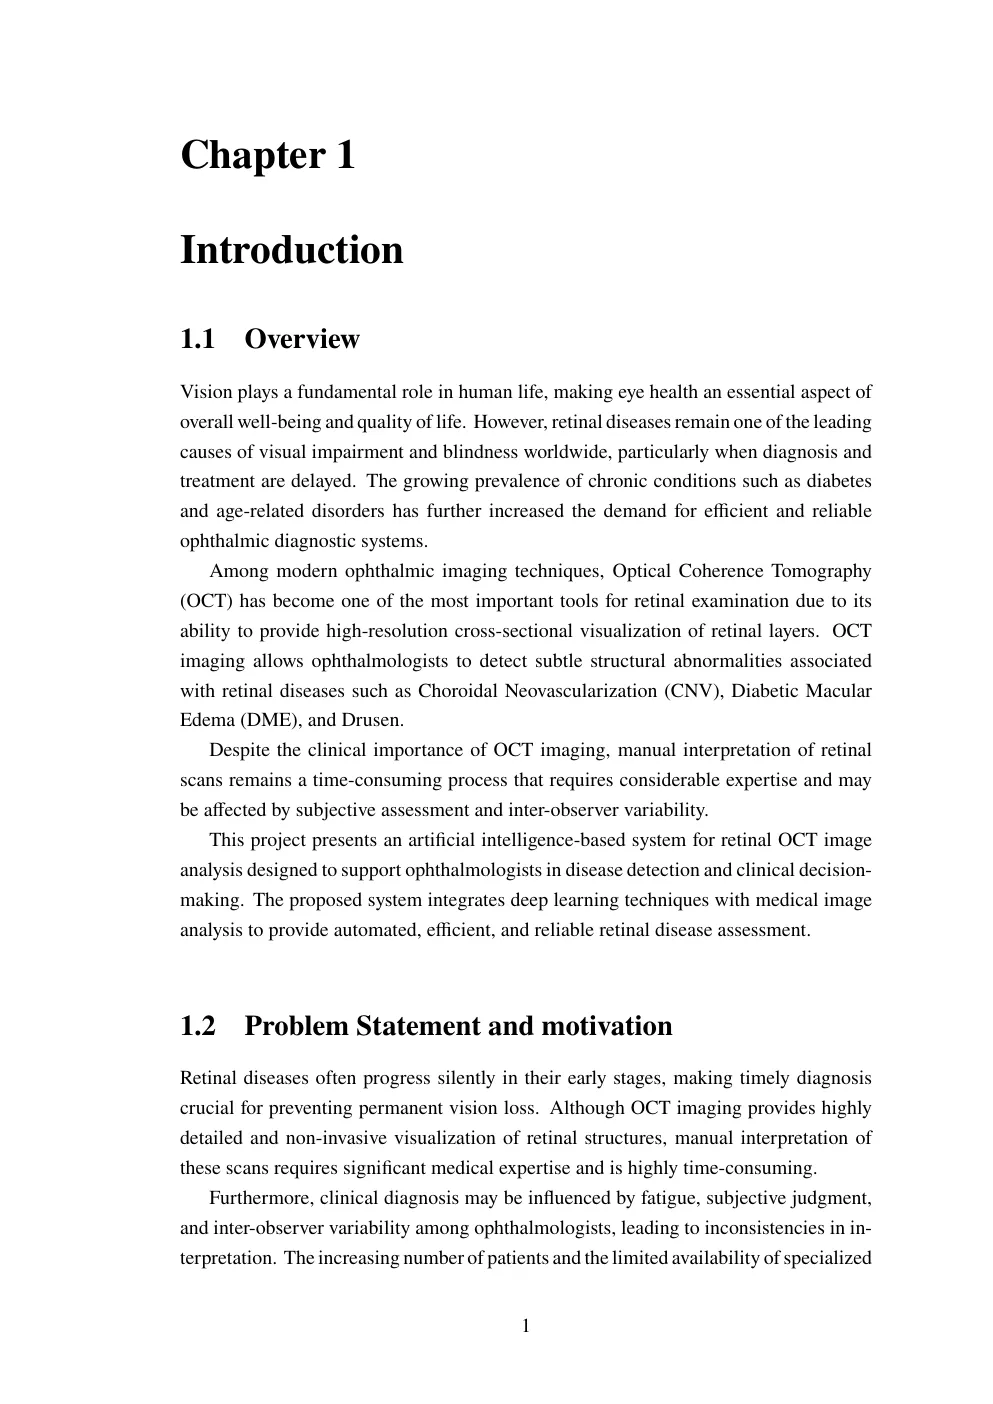 Chapter 1
Introduction
1.1 Overview
Vision plays a fundamental role in human life, making eye health an essential aspect of
overall well-being and quality of life. However, retinal diseases remain one of the leading
causes of visual impairment and blindness worldwide, particularly when diagnosis and
treatment are delayed. The growing prevalence of chronic conditions such as diabetes
and age-related disorders has further increased the demand for efficient and reliable
ophthalmic diagnostic systems.
Among modern ophthalmic imaging techniques, Optical Coherence Tomography
(OCT) has become one of the most important tools for retinal examination due to its
ability to provide high-resolution cross-sectional visualization of retinal layers. OCT
imaging allows ophthalmologists to detect subtle structural abnormalities associated
with retinal diseases such as Choroidal Neovascularization (CNV), Diabetic Macular
Edema (DME), and Drusen.
Despite the clinical importance of OCT imaging, manual interpretation of retinal
scans remains a time-consuming process that requires considerable expertise and may
be affected by subjective assessment and inter-observer variability.
This project presents an artificial intelligence-based system for retinal OCT image
analysis designed to support ophthalmologists in disease detection and clinical decision-
making. The proposed system integrates deep learning techniques with medical image
analysis to provide automated, efficient, and reliable retinal disease assessment.
1.2 Problem Statement and motivation
Retinal diseases often progress silently in their early stages, making timely diagnosis
crucial for preventing permanent vision loss. Although OCT imaging provides highly
detailed and non-invasive visualization of retinal structures, manual interpretation of
these scans requires significant medical expertise and is highly time-consuming.
Furthermore, clinical diagnosis may be influenced by fatigue, subjective judgment,
and inter-observer variability among ophthalmologists, leading to inconsistencies in in-
terpretation. The increasing number of patients and the limited availability of specialized
1